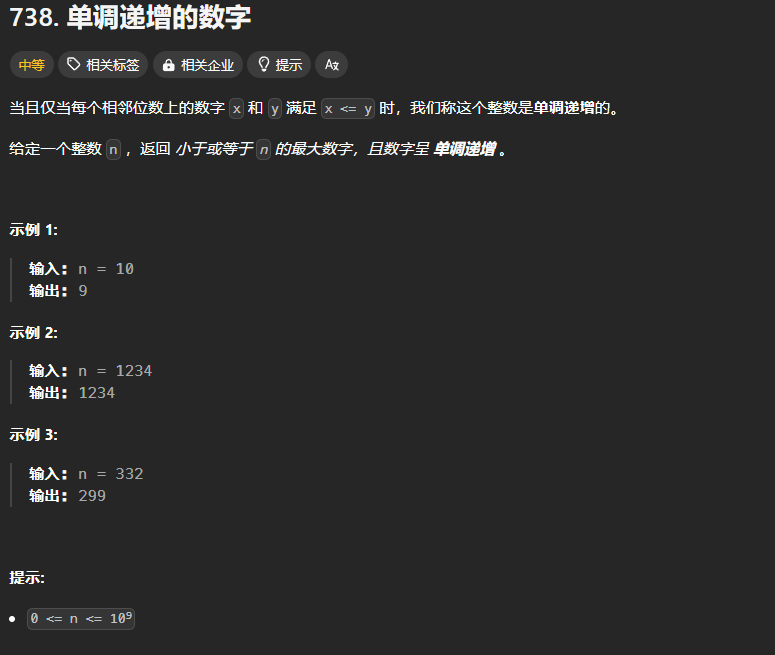 738. 单调递增的数字
中等 相关标签 相关企业 提示 A文
当且仅当每个相邻位数上的数字 x 和 y 满足 x <= y 时，我们称这个整数是单调递增的。
给定一个整数 n ，返回 小于或等于 n 的最大数字，且数字呈 单调递增 。
示例 1:
输入: n = 10
输出: 9
示例 2:
输入: n = 1234
输出: 1234
示例 3:
输入: n = 332
输出: 299
提示:
• 0 <= n <= 10⁹